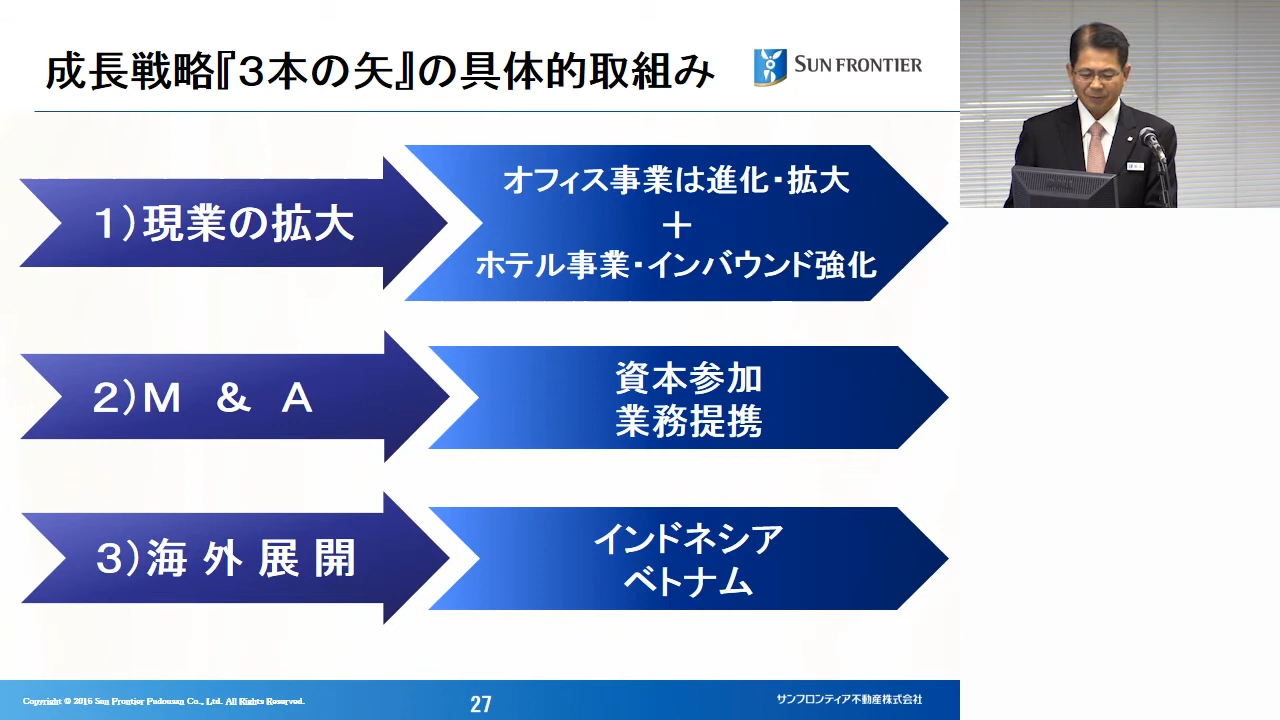 成長戦略『３本の矢』の具体的取組み
SUN FRONTIER
１）現業の拡大
オフィス事業は進化・拡大
＋
ホテル事業・インバウンド強化
２）Ｍ ＆ Ａ
資本参加
業務提携
３）海 外 展 開
インドネシア
ベトナム
Copyright © 2016 Sun Frontier Fudousan Co., Ltd. All Rights Reserved.
27
サンフロンティア不動産株式会社